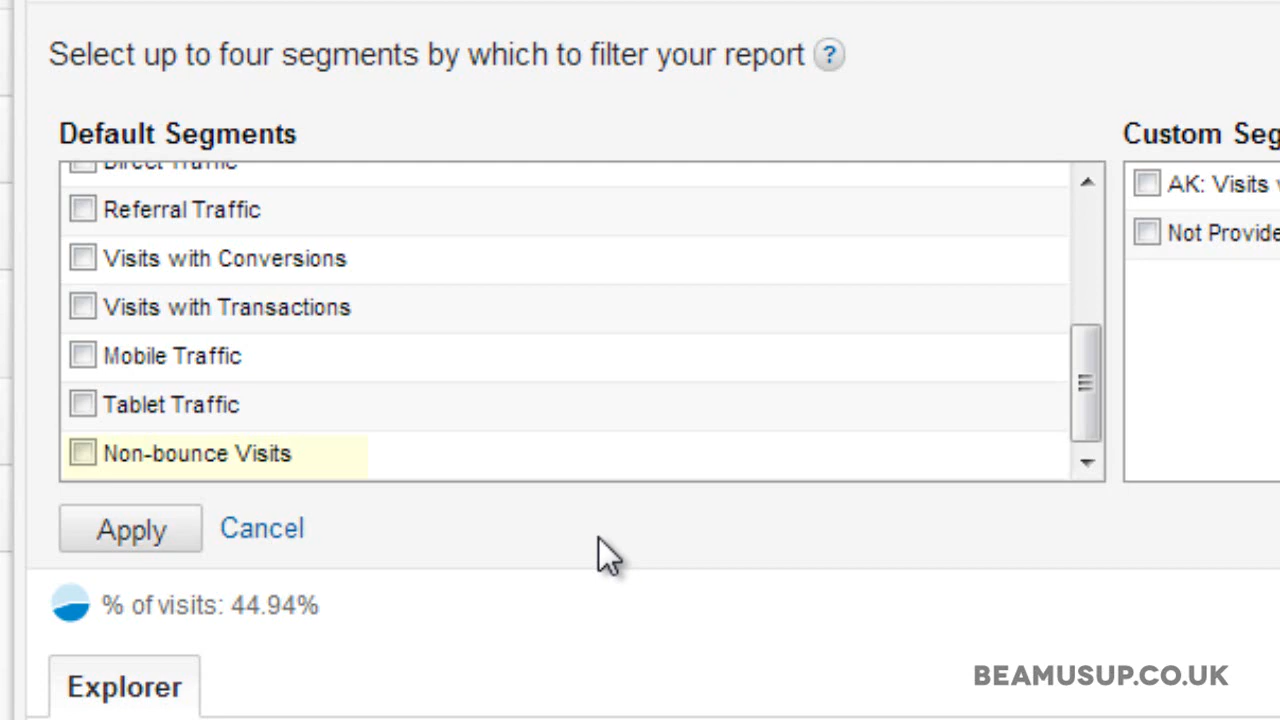 Select up to four segments by which to filter your report ?
Default Segments
Direct Traffic
Referral Traffic
Visits with Conversions
Visits with Transactions
Mobile Traffic
Tablet Traffic
Non-bounce Visits
Custom Seg
AK: Visits
Not Provide
Apply Cancel
% of visits: 44.94%
Explorer
BEAMUSUP.CO.UK